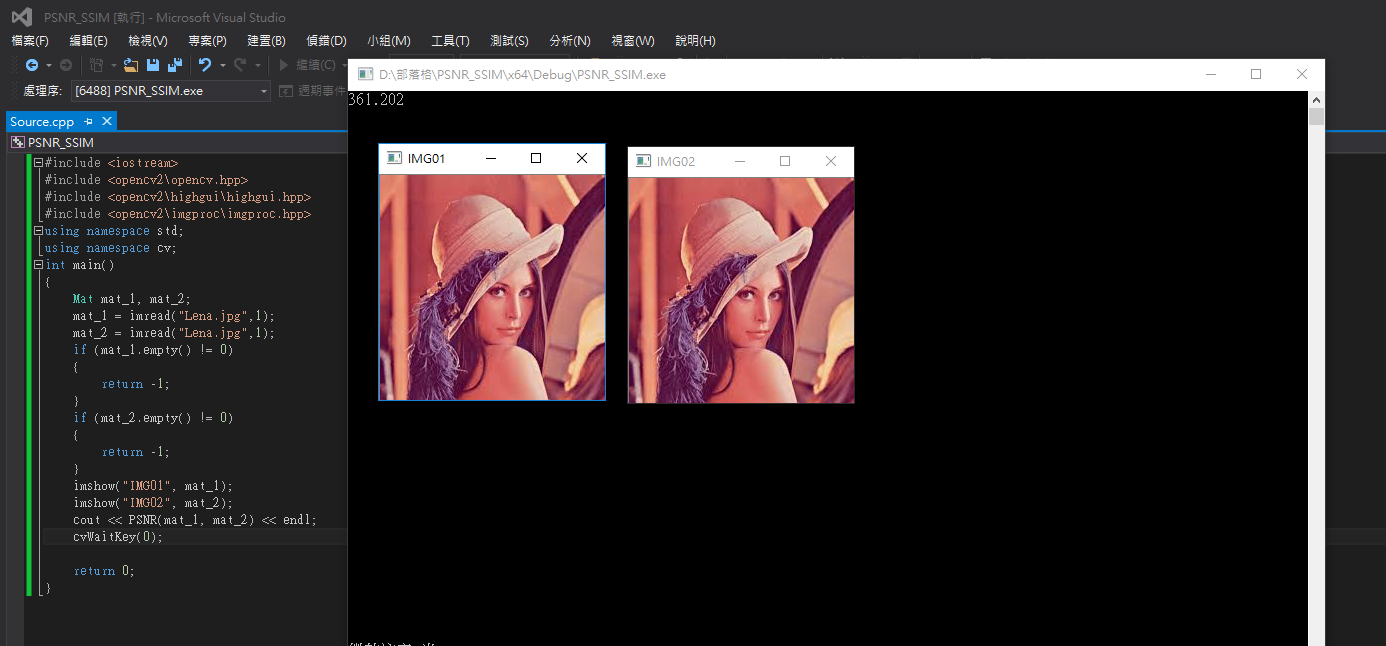 PSNR_SSIM [執行] - Microsoft Visual Studio
檔案(F) 編輯(E) 檢視(V) 專案(P) 建置(B) 偵錯(D) 小組(M) 工具(T) 測試(S) 分析(N) 視窗(W) 說明(H)
繼續(C)
處理序: [6488] PSNR_SSIM.exe 週期事件
Source.cpp
PSNR_SSIM
#include <iostream>
#include <opencv2\opencv.hpp>
#include <opencv2\highgui\highgui.hpp>
#include <opencv2\imgproc\imgproc.hpp>
using namespace std;
using namespace cv;
int main()
{
Mat mat_1, mat_2;
mat_1 = imread("Lena.jpg",1);
mat_2 = imread("Lena.jpg",1);
if (mat_1.empty() != 0)
{
return -1;
}
if (mat_2.empty() != 0)
{
return -1;
}
imshow("IMG01", mat_1);
imshow("IMG02", mat_2);
cout << PSNR(mat_1, mat_2) << endl;
cvWaitKey(0);
return 0;
}
D:\部落格\PSNR_SSIM\x64\Debug\PSNR_SSIM.exe
361.202
IMG01
IMG02